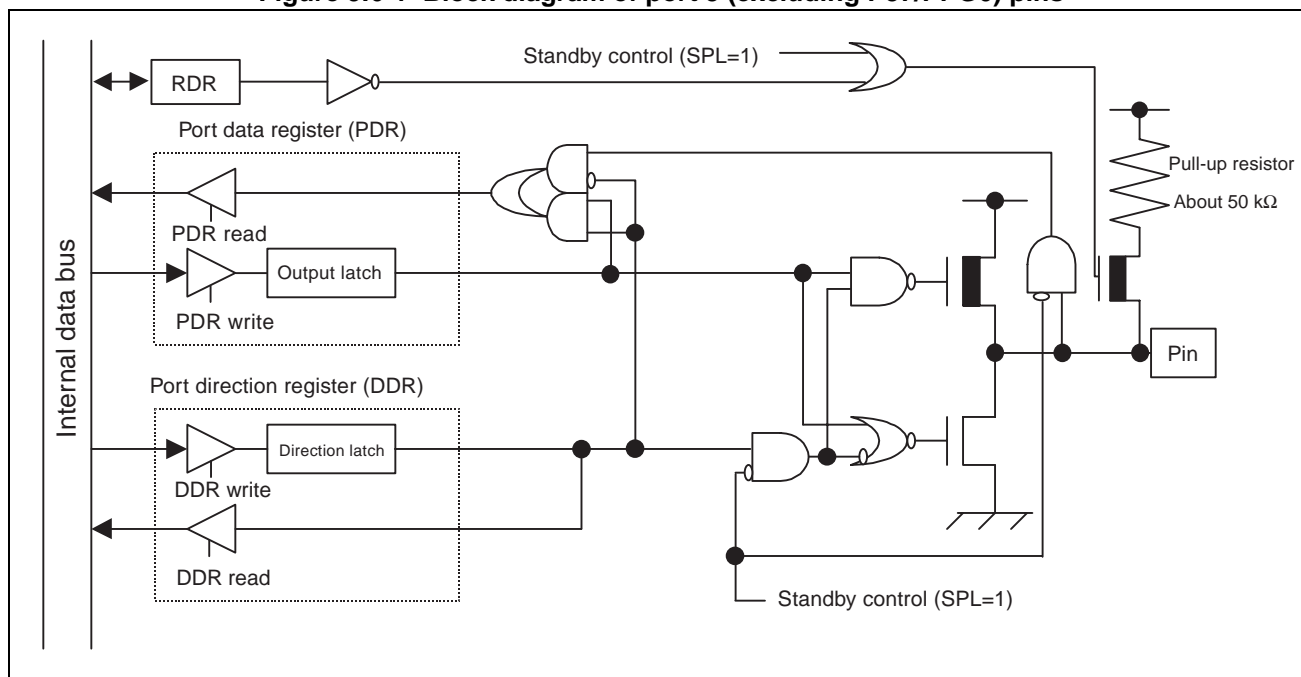 Standby control (SPL=1)
RDR
Port data register (PDR)
Pull-up resistor
About 50 kΩ
PDR read
Output latch
PDR write
Internal data bus
Pin
Port direction register (DDR)
Direction latch
DDR write
DDR read
Standby control (SPL=1)